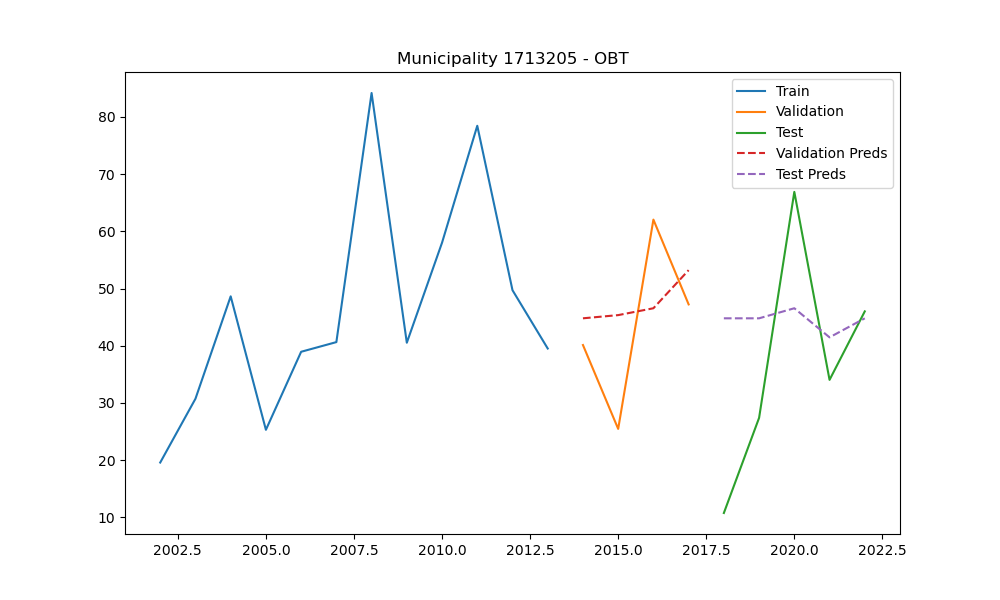 Municipality 1713205 - OBT
Train
Validation
Test
Validation Preds
Test Preds
80
70
60
50
40
30
20
10
2002.5 2005.0 2007.5 2010.0 2012.5 2015.0 2017.5 2020.0 2022.5